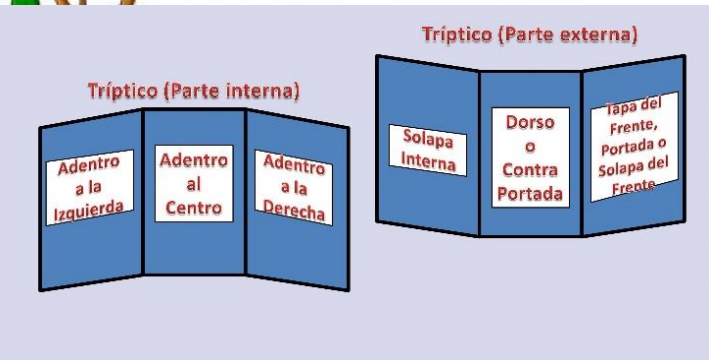 Tríptico (Parte externa)
Tríptico (Parte interna)
Adentro
a la
Izquierda
Adentro
al
Centro
Adentro
a la
Derecha
Solapa
Interna
Dorso
o
Contra
Portada
Tapa del
Frente,
Portada o
Solapa del
Frente